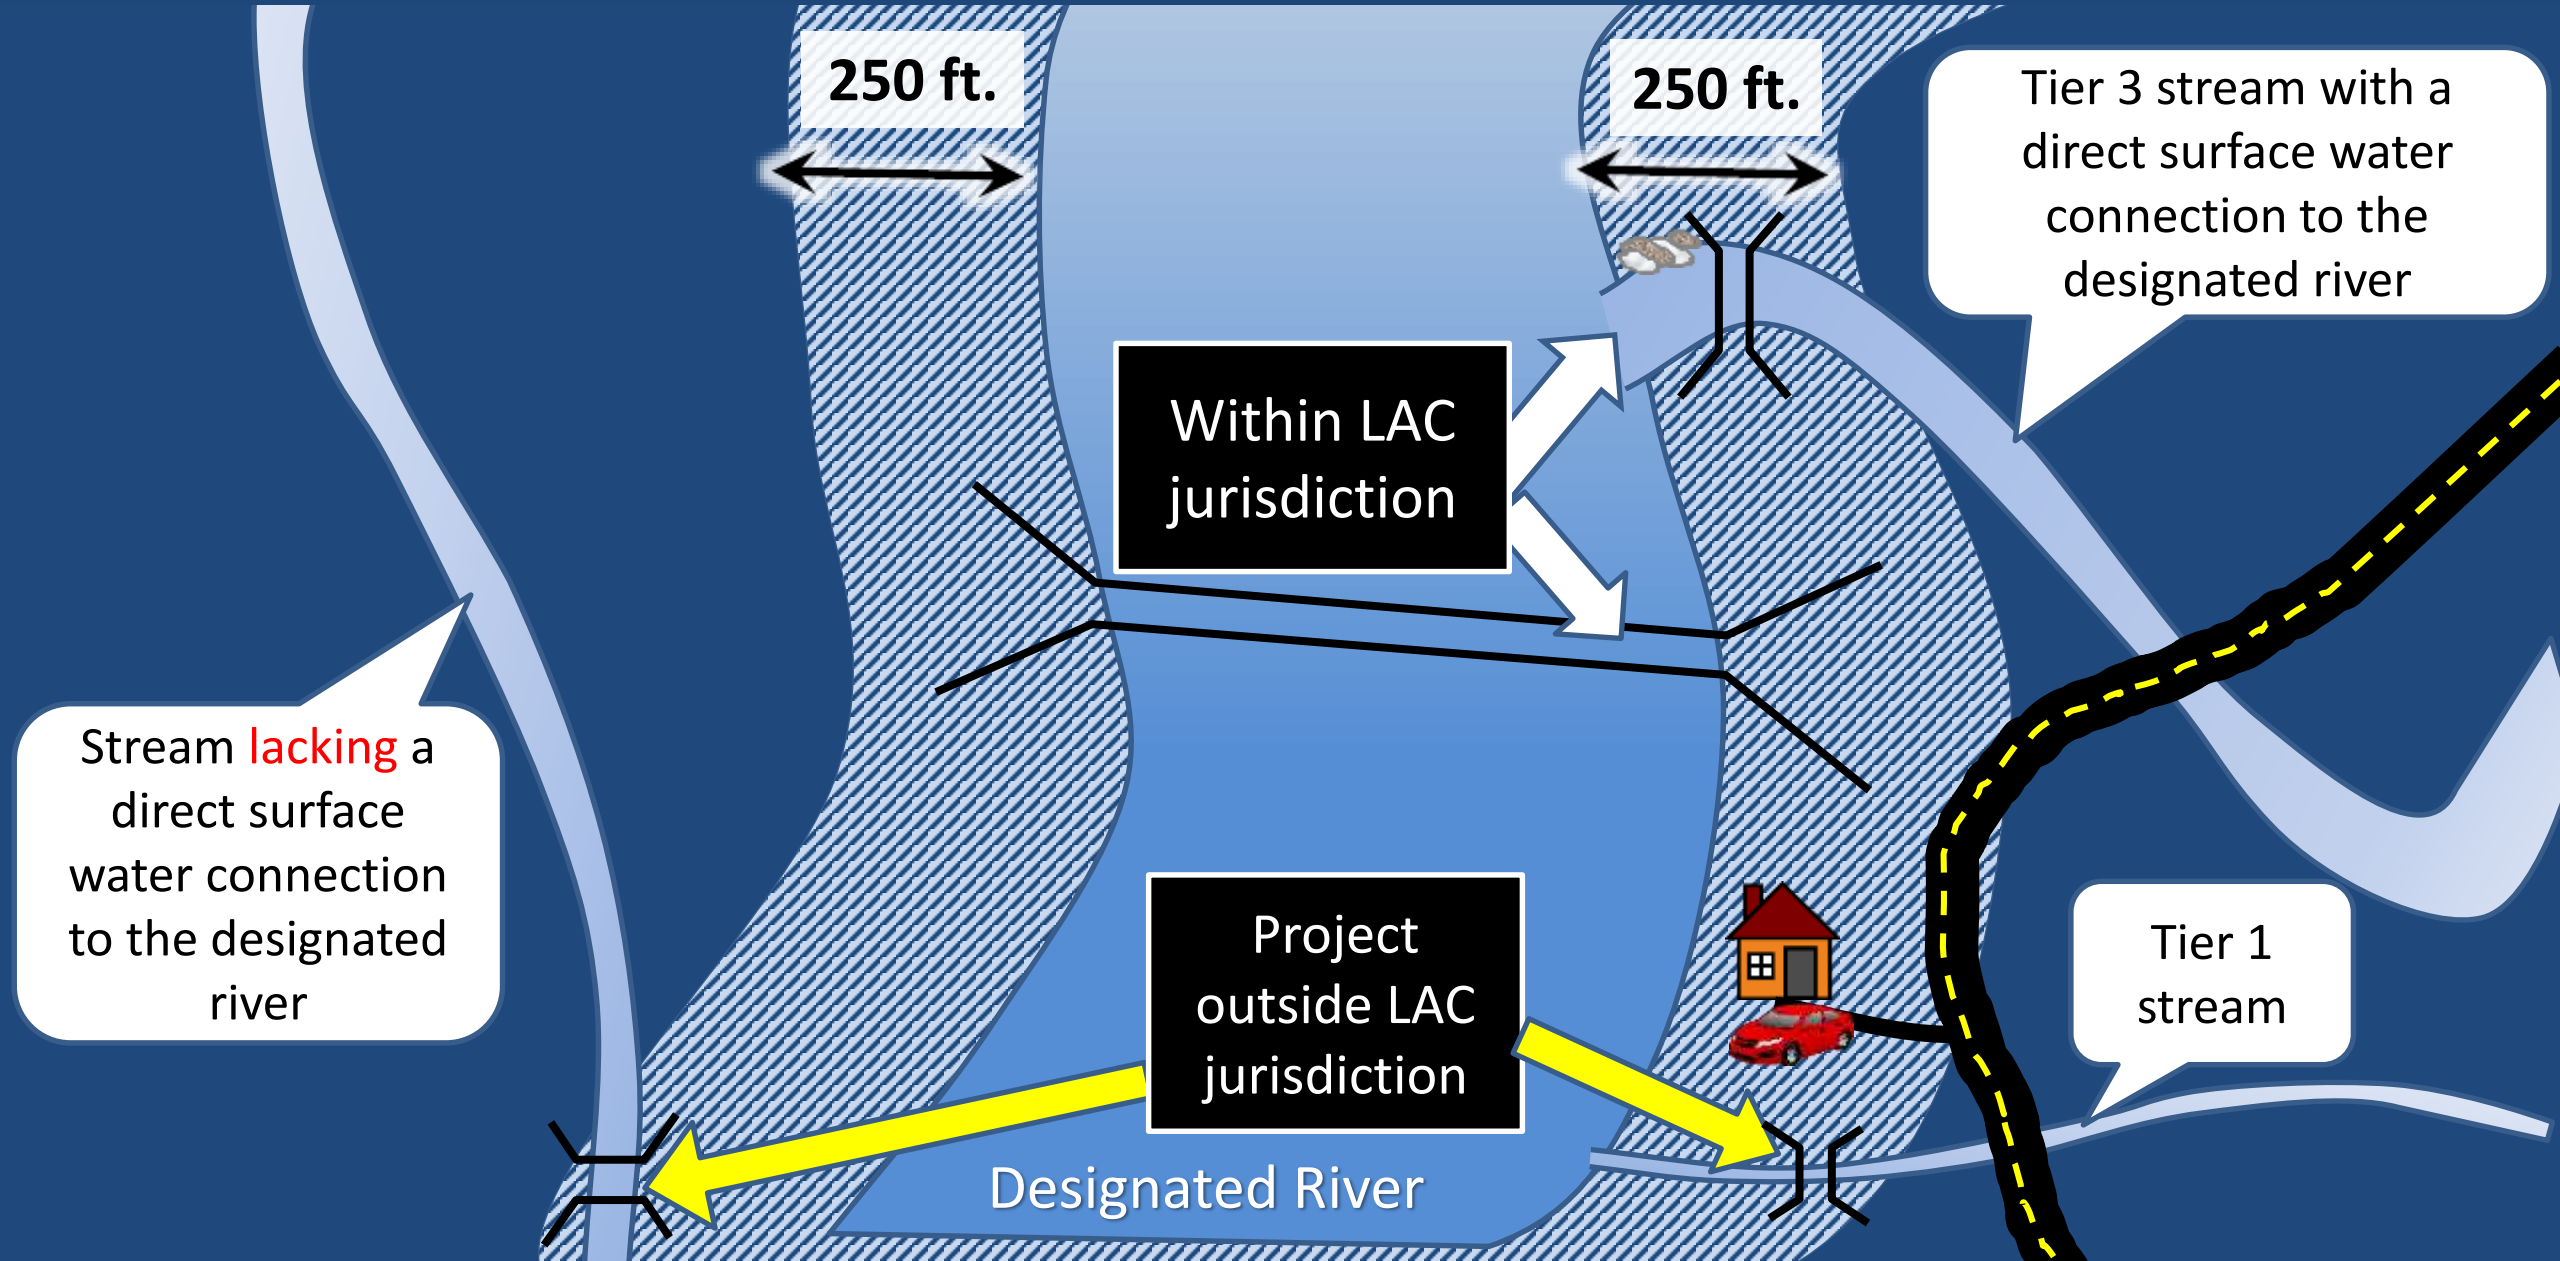 250 ft.
250 ft.
Tier 3 stream with a
direct surface water
connection to the
designated river
Within LAC
jurisdiction
Stream lacking a
direct surface
water connection
to the designated
river
Project
outside LAC
jurisdiction
Tier 1
stream
Designated River